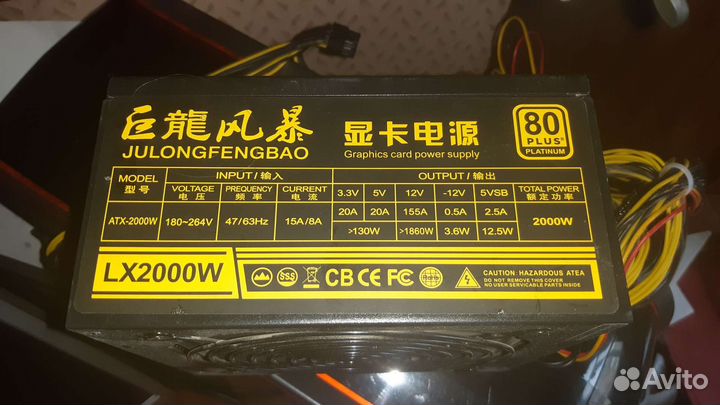 巨龍风暴
JULONGFENGBAO
显卡电源
Graphics card power supply
80
PLUS
PLATINUM
MODEL
型 号
INPUT/输入
OUTPUT/输出
VOLTAGE
电 压
PREQUENCY
频 率
CURRENT
电 流
3.3V 5V 12V -12V 5VSB
TOTAL POWER
额定功率
ATX-2000W 180~264V 47/63Hz 15A/8A
20A 20A 155A 0.5A 2.5A
2000W
>130W >1860W 3.6W 12.5W
LX2000W
SSS
CB CE FC
CAUTION: HAZARDOUS ATEA
DO NOT REMOVE THIS COVER
NO USER SERVICABLE PARTS INSIDE
Avito